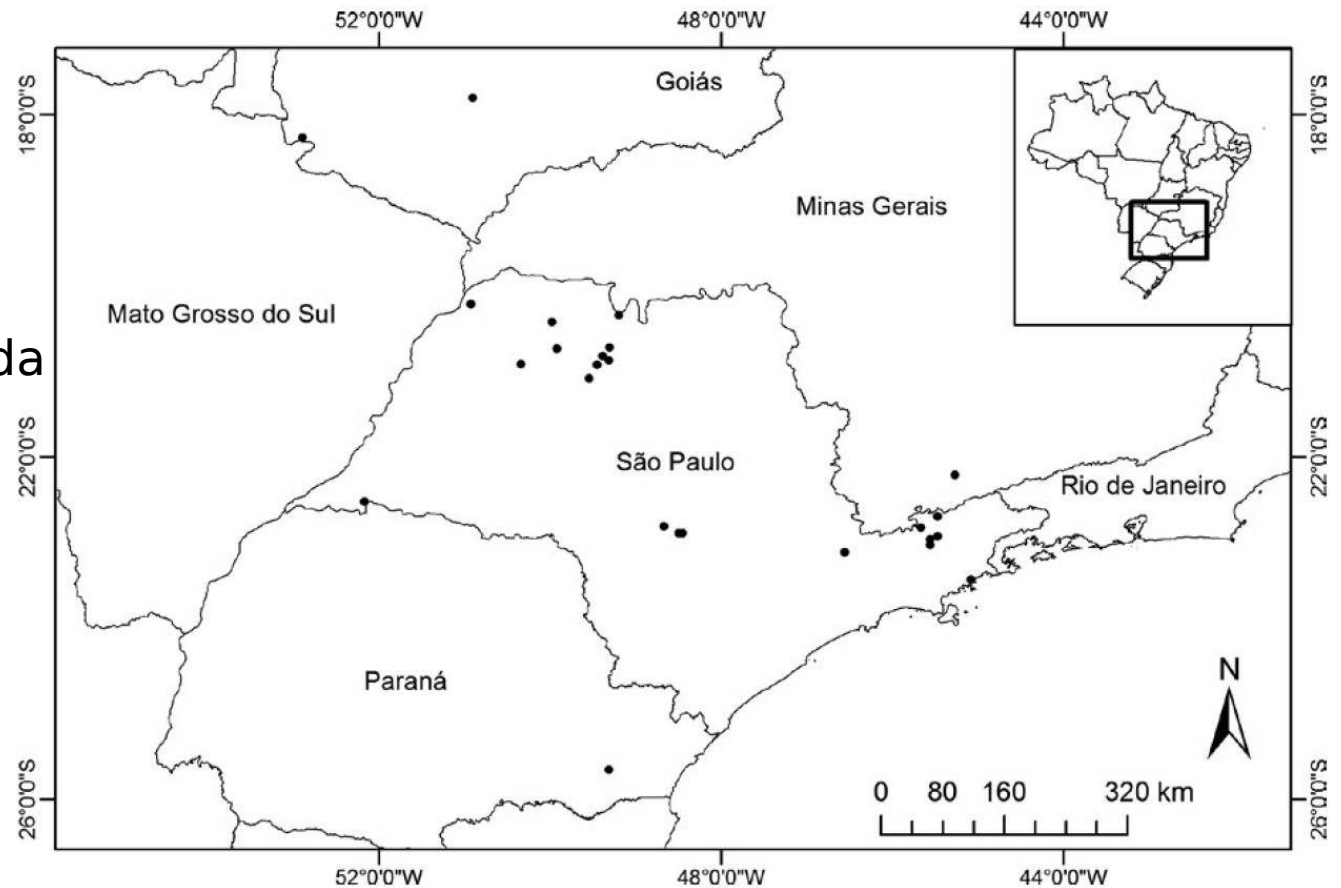 52°0'0"W 48°0'0"W 44°0'0"W
18°0'0"S
18°0'0"S
Goiás
Minas Gerais
Mato Grosso do Sul
da
22°0'0"S
22°0'0"S
São Paulo
Rio de Janeiro
Paraná
N
0 80 160 320 km
26°0'0"S
26°0'0"S
52°0'0"W 48°0'0"W 44°0'0"W